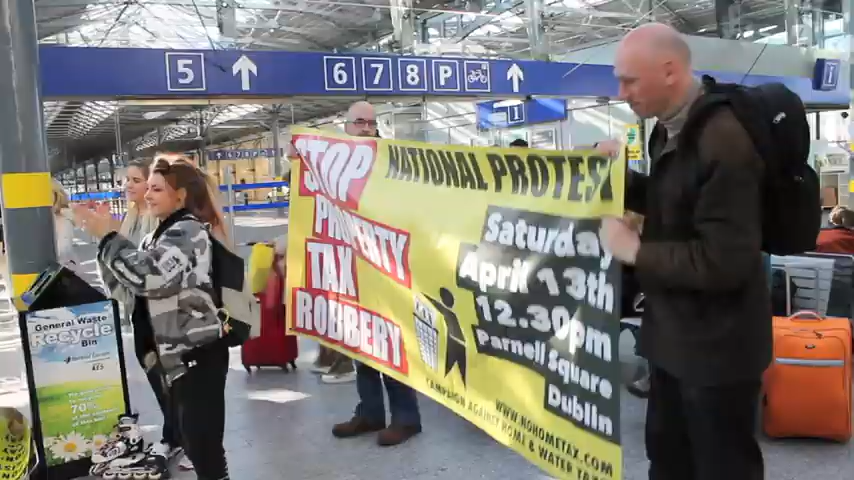 5
6 7 8 P
STOP
PROPERTY
TAX
ROBBERY
NATIONAL PROTEST
Saturday
April 13th
12.30pm
Parnell Square
Dublin
WWW.NOHOMETAX.COM
CAMPAIGN AGAINST HOME & WATER TA
General Waste
Recycle
Bin
70%